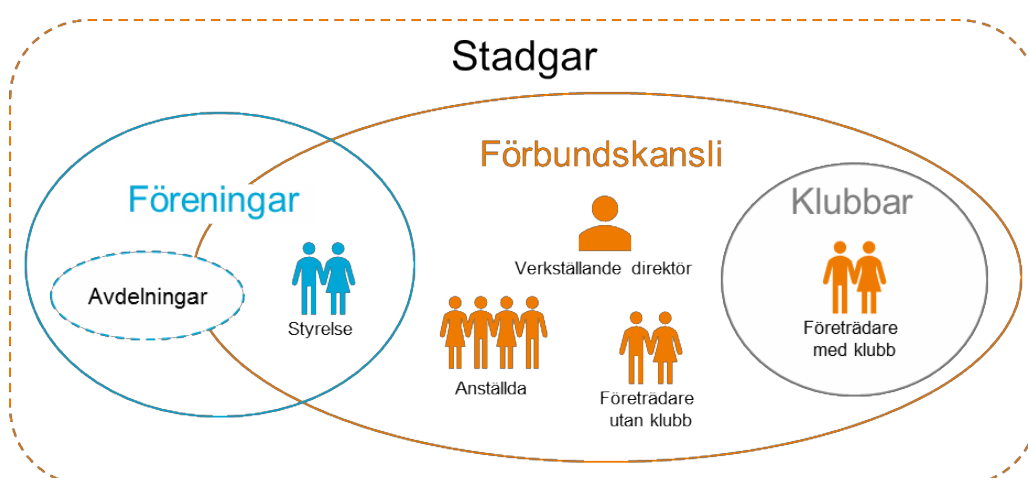 Stadgar
Förbundskansli
Föreningar
Klubbar
Verkställande direktör
Avdelningar
Styrelse
Anställda
Företrädare
utan klubb
Företrädare
med klubb